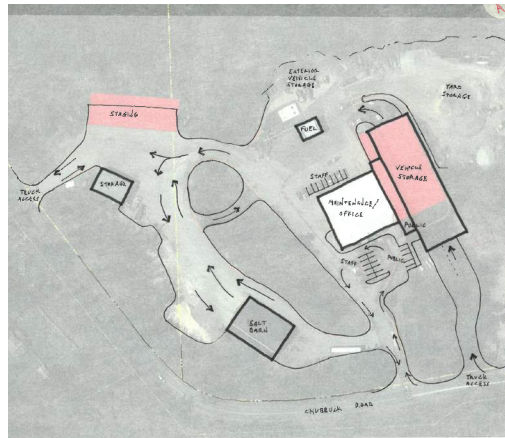 A
EXTERIOR
VEHICLE
STORAGE
YARD
STORAGE
STAGING
FUEL
STORAGE
TRUCK
ACCESS
STAFF
VEHICLE
STORAGE
MAINTENANCE/
OFFICE
PUBLIC
STAFF
PUBLIC
SALT
BARN
TRUCK
ACCESS
CHUBBUCK ROAD